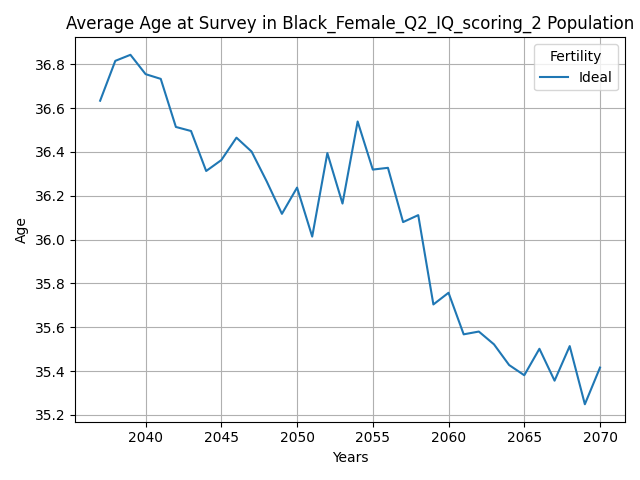 Average Age at Survey in Black_Female_Q2_IQ_scoring_2 Population
Fertility
Ideal
Age
36.8
36.6
36.4
36.2
36.0
35.8
35.6
35.4
35.2
2040 2045 2050 2055 2060 2065 2070
Years